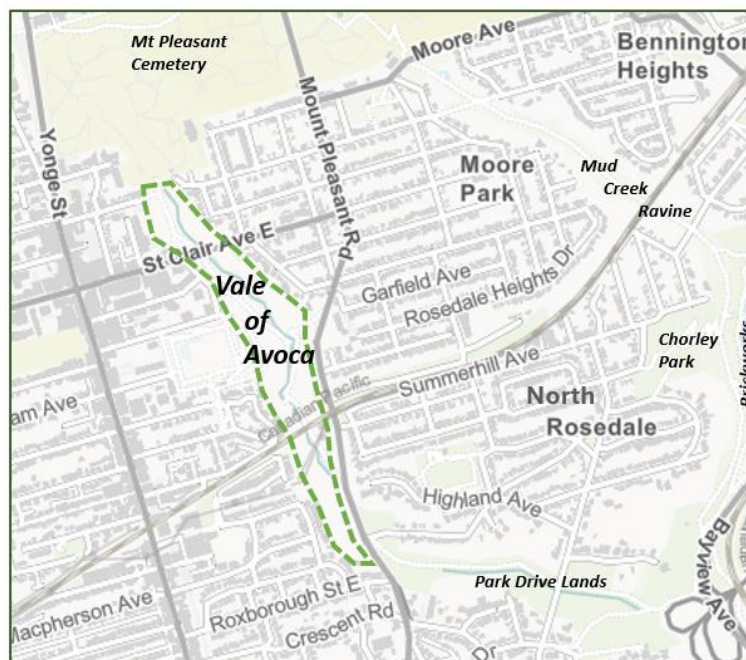 Mt Pleasant
Cemetery
Moore Ave
Bennington
Heights
Yonge St
Mount Pleasant Rd
Moore
Park
Mud
Creek
Ravine
St Clair Ave E
Vale
of
Avoca
Garfield Ave
Rosedale Heights Dr
Chorley
Park
Brickworks
Canadian Pacific
Summerhill Ave
am Ave
North
Rosedale
Highland Ave
Bayview Ave
Park Drive Lands
Macpherson Ave
Roxborough St E
Crescent Rd
Dr